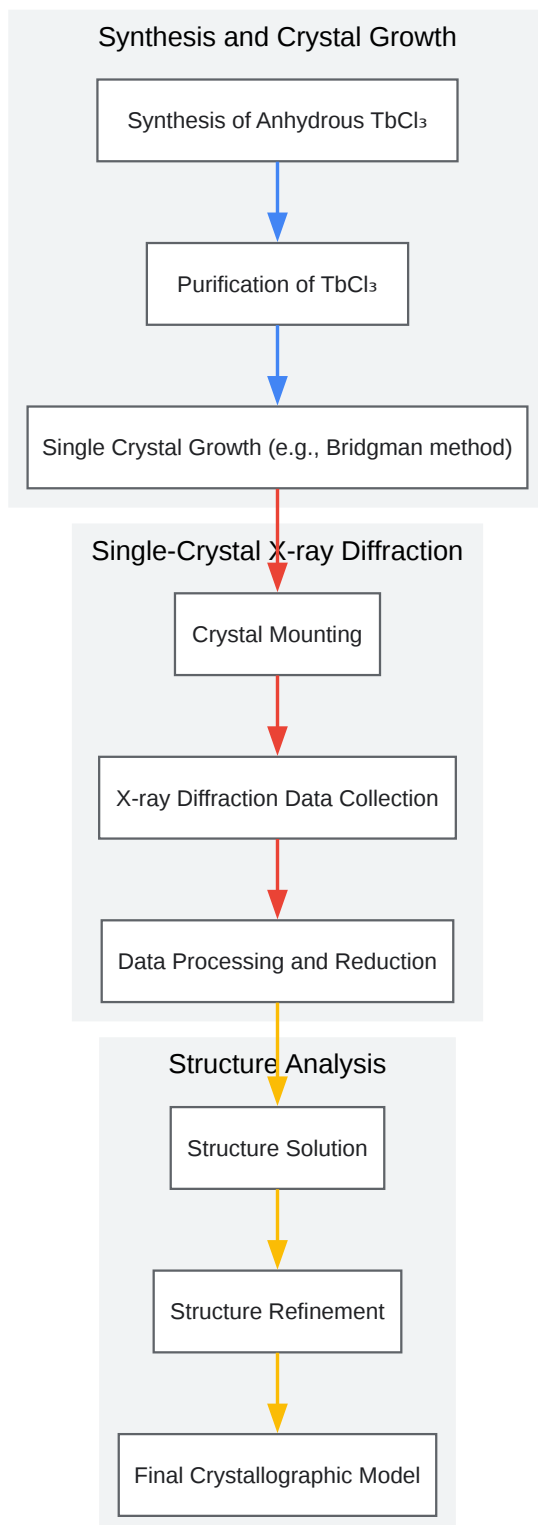 Synthesis and Crystal Growth
Synthesis of Anhydrous TbCl₃
Purification of TbCl₃
Single Crystal Growth (e.g., Bridgman method)
Single-Crystal X-ray Diffraction
Crystal Mounting
X-ray Diffraction Data Collection
Data Processing and Reduction
Structure Analysis
Structure Solution
Structure Refinement
Final Crystallographic Model